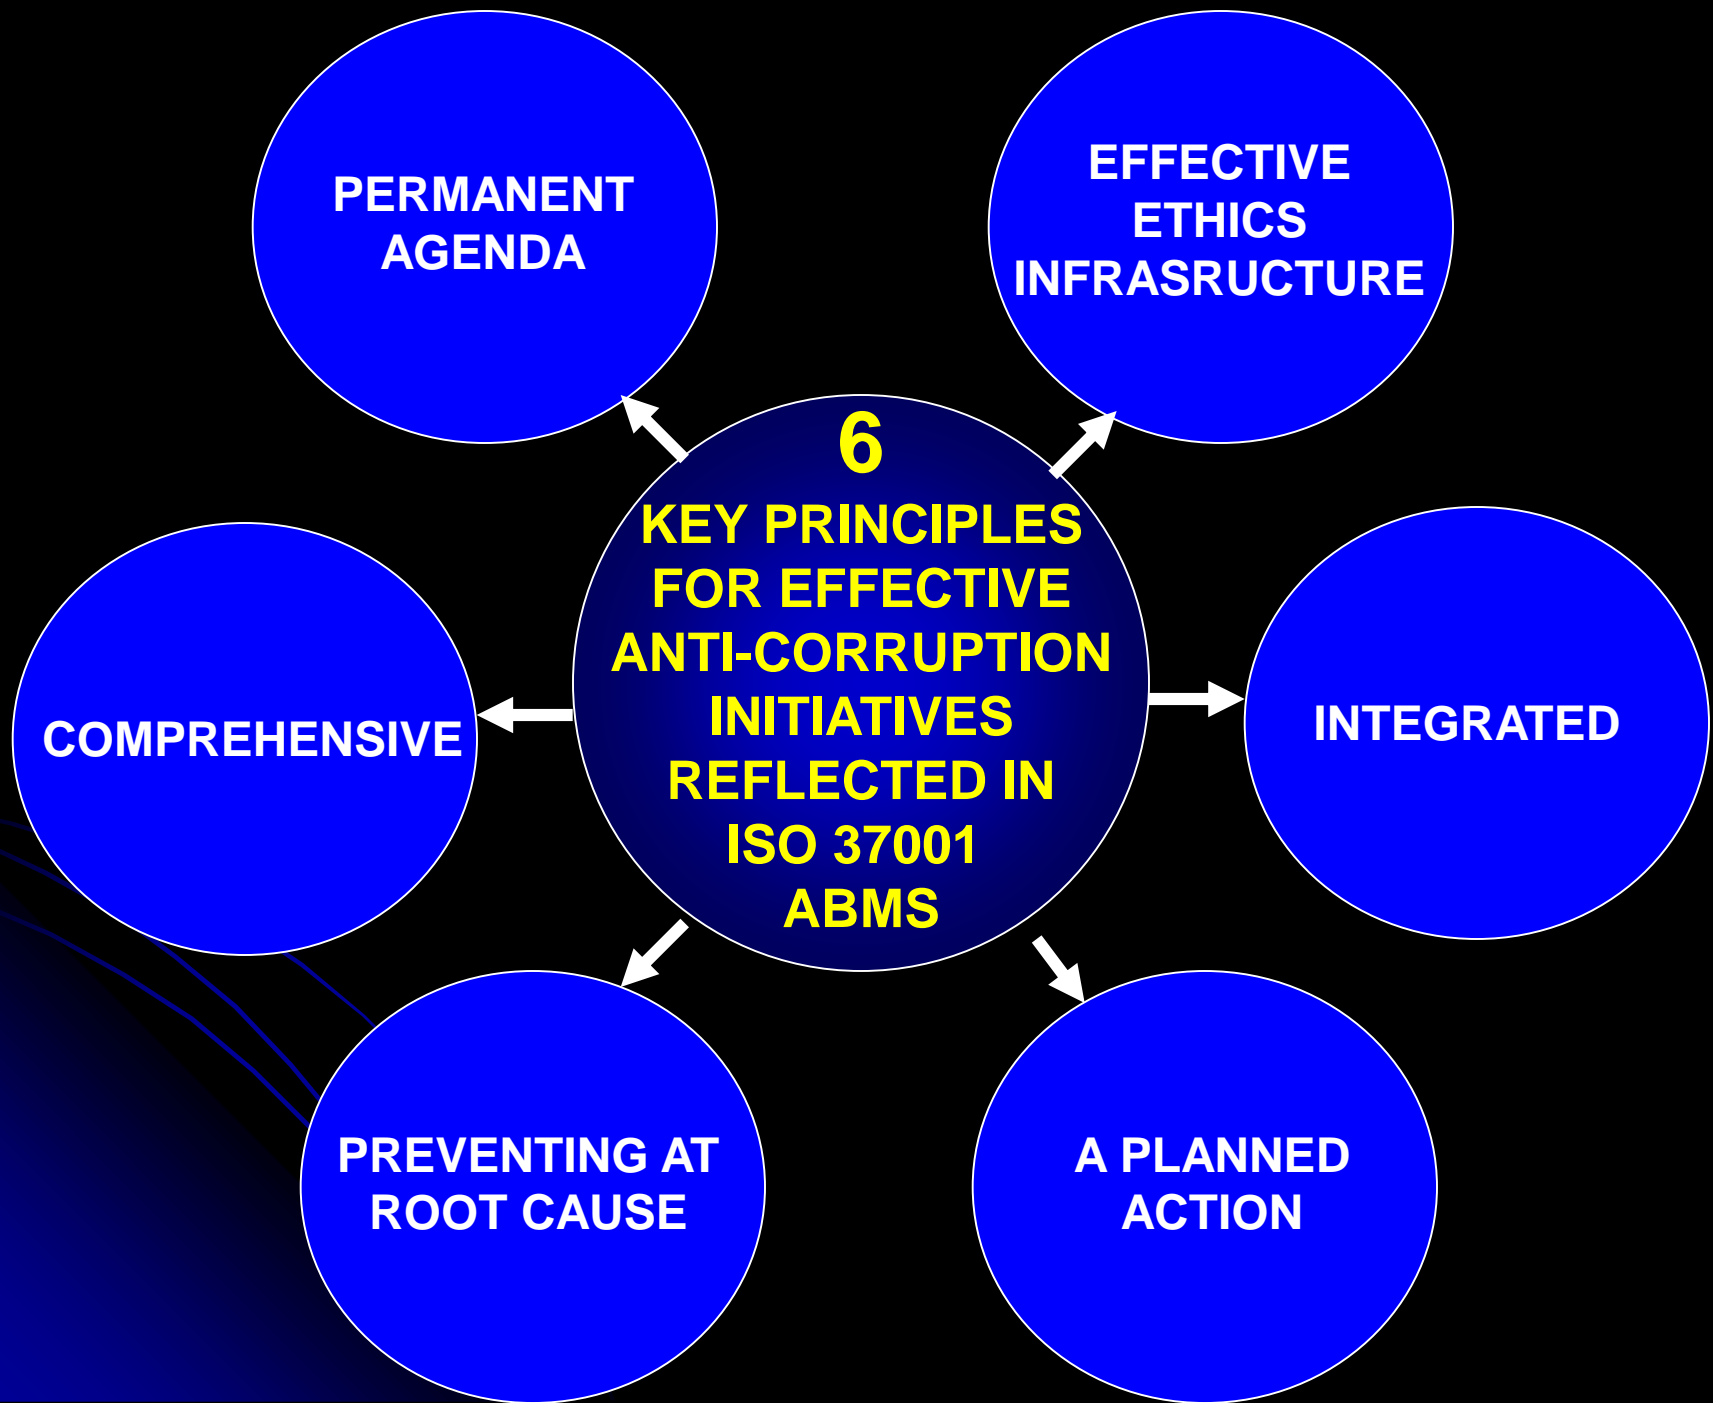 PERMANENT
AGENDA
EFFECTIVE
ETHICS
INFRASRUCTURE
6
KEY PRINCIPLES
FOR EFFECTIVE
ANTI-CORRUPTION
INITIATIVES
REFLECTED IN
ISO 37001
ABMS
COMPREHENSIVE
INTEGRATED
PREVENTING AT
ROOT CAUSE
A PLANNED
ACTION